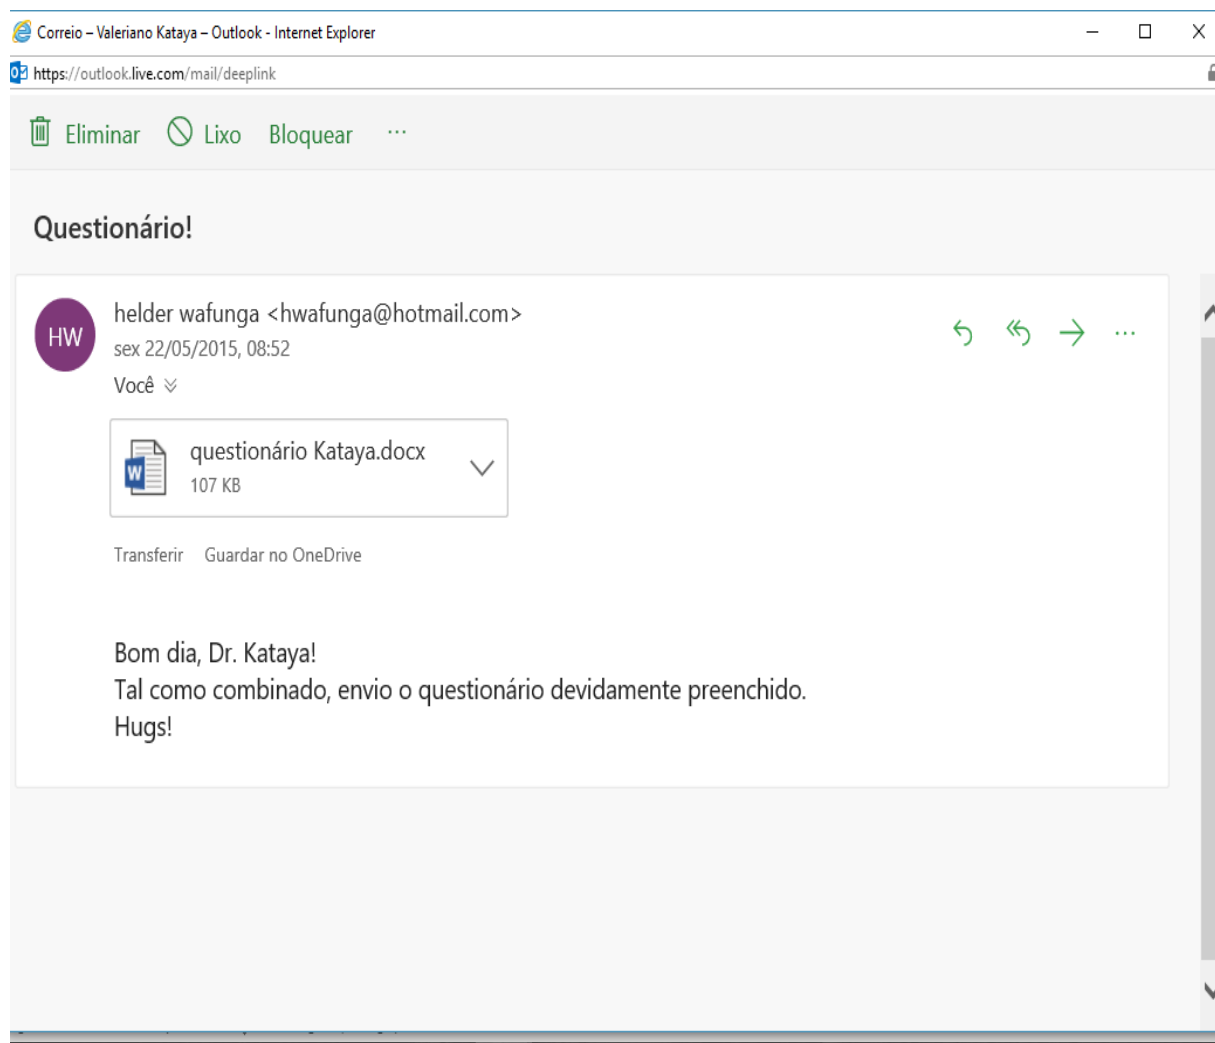 Correio – Valeriano Kataya – Outlook - Internet Explorer
https://outlook.live.com/mail/deeplink
Eliminar Lixo Bloquear ...
Questionário!
HW
helder wafunga <hwafunga@hotmail.com>
sex 22/05/2015, 08:52
Você
questionário Kataya.docx
107 KB
Transferir Guardar no OneDrive
Bom dia, Dr. Kataya!
Tal como combinado, envio o questionário devidamente preenchido.
Hugs!